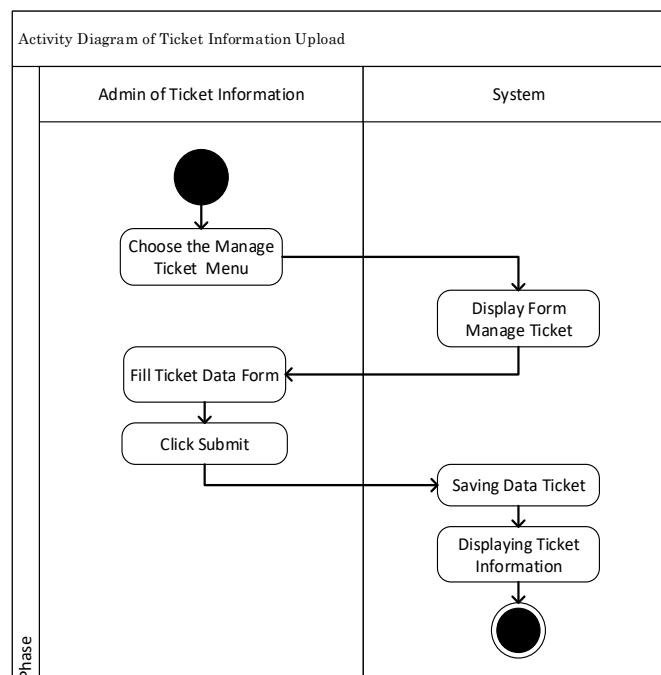 Activity Diagram of Ticket Information Upload
Admin of Ticket Information
System
Choose the Manage
Ticket Menu
Display Form
Manage Ticket
Fill Ticket Data Form
Click Submit
Saving Data Ticket
Displaying Ticket
Information
Phase